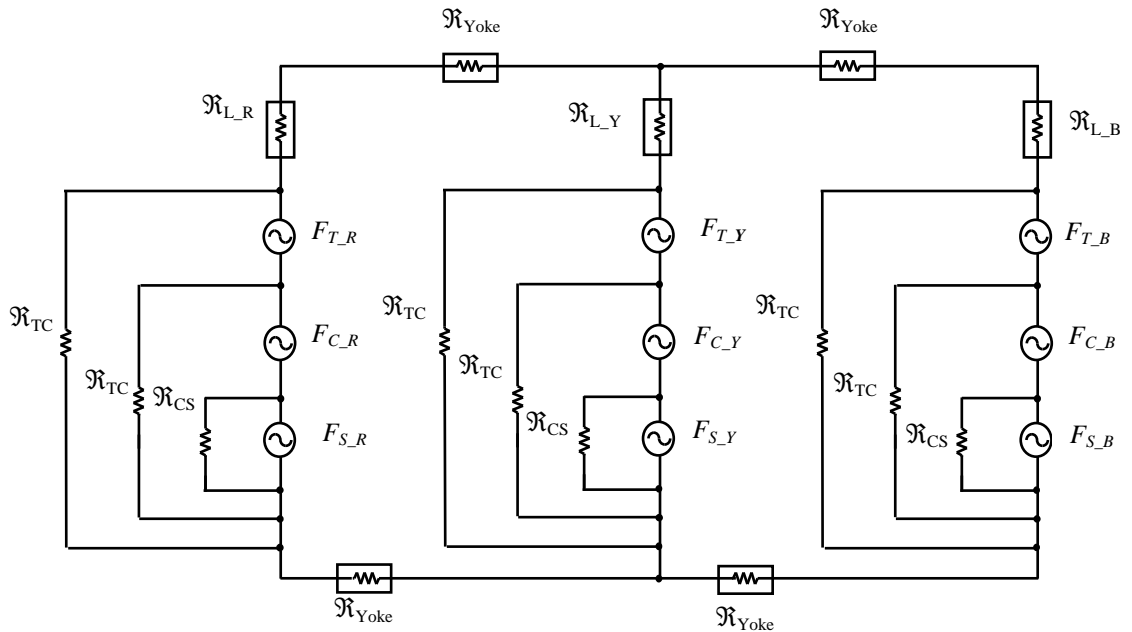 ℜYoke
ℜYoke
ℜL_R
ℜL_Y
ℜL_B
FT_R
FT_Y
FT_B
ℜTC
FC_R
ℜTC
FC_Y
ℜTC
FC_B
ℜTC
ℜCS
ℜTC
ℜCS
ℜTC
ℜCS
FS_R
FS_Y
FS_B
ℜYoke
ℜYoke